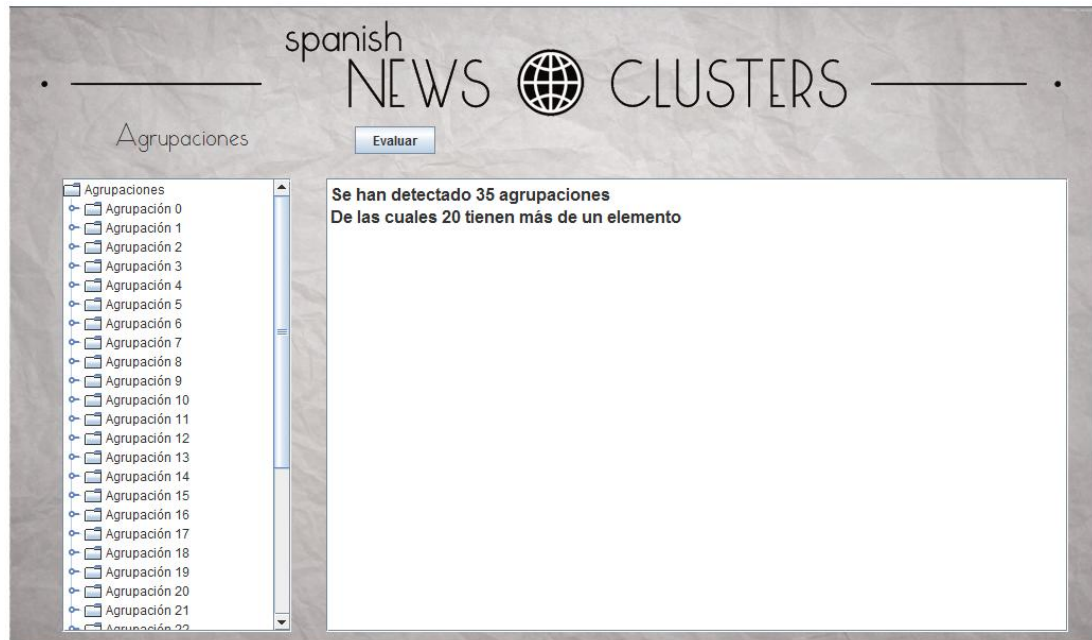 spanish
NEWS CLUSTERS
Agrupaciones
Evaluar
Agrupaciones
Agrupación 0
Agrupación 1
Agrupación 2
Agrupación 3
Agrupación 4
Agrupación 5
Agrupación 6
Agrupación 7
Agrupación 8
Agrupación 9
Agrupación 10
Agrupación 11
Agrupación 12
Agrupación 13
Agrupación 14
Agrupación 15
Agrupación 16
Agrupación 17
Agrupación 18
Agrupación 19
Agrupación 20
Agrupación 21
Agrupación 22
Se han detectado 35 agrupaciones
De las cuales 20 tienen más de un elemento